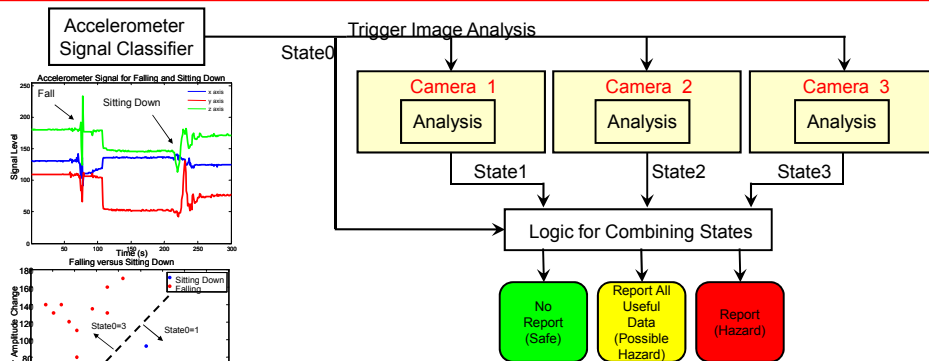 Accelerometer
Signal Classifier
Trigger Image Analysis
State0
Camera 1
Analysis
Camera 2
Analysis
Camera 3
Analysis
State1
State2
State3
Logic for Combining States
No
Report
(Safe)
Report All
Useful
Data
(Possible
Hazard)
Report
(Hazard)
Accelerometer Signal for Falling and Sitting Down
Fall
Sitting Down
x axis
y axis
z axis
Signal Level
250
200
150
100
50
0
0
50
100
150
200
250
300
Time (s)
Falling versus Sitting Down
Sitting Down
Falling
State0=3
State0=1
Amplitude Change
180
160
140
120
100
80